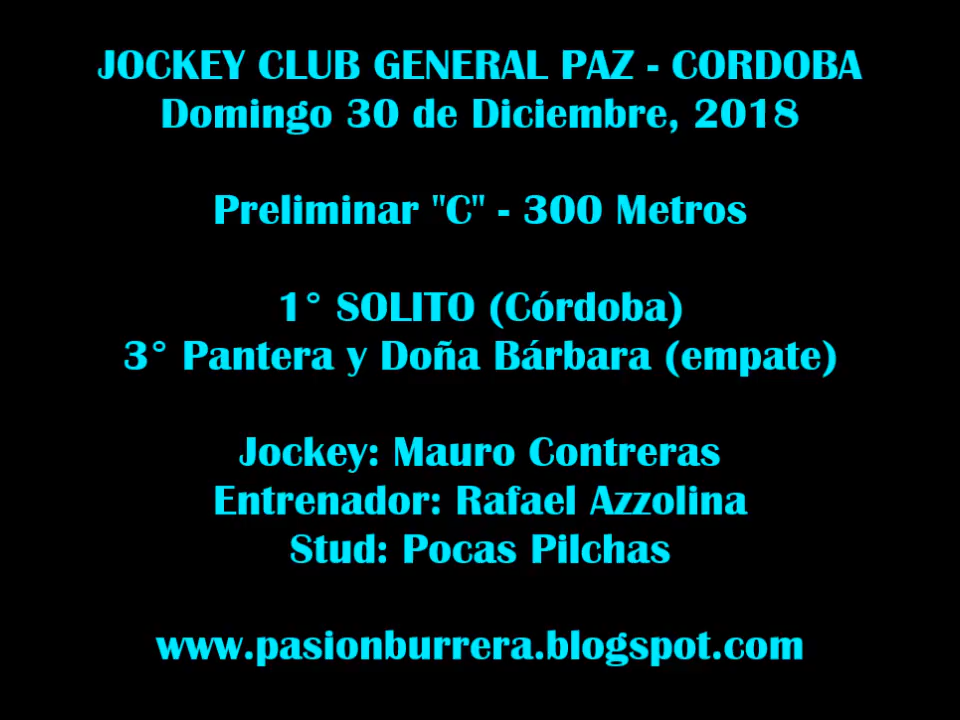 JOCKEY CLUB GENERAL PAZ - CORDOBA
Domingo 30 de Diciembre, 2018
Preliminar "C" - 300 Metros
1° SOLITO (Córdoba)
3° Pantera y Doña Bárbara (empate)
Jockey: Mauro Contreras
Entrenador: Rafael Azzolina
Stud: Pocas Pilchas
www.pasionburrera.blogspot.com